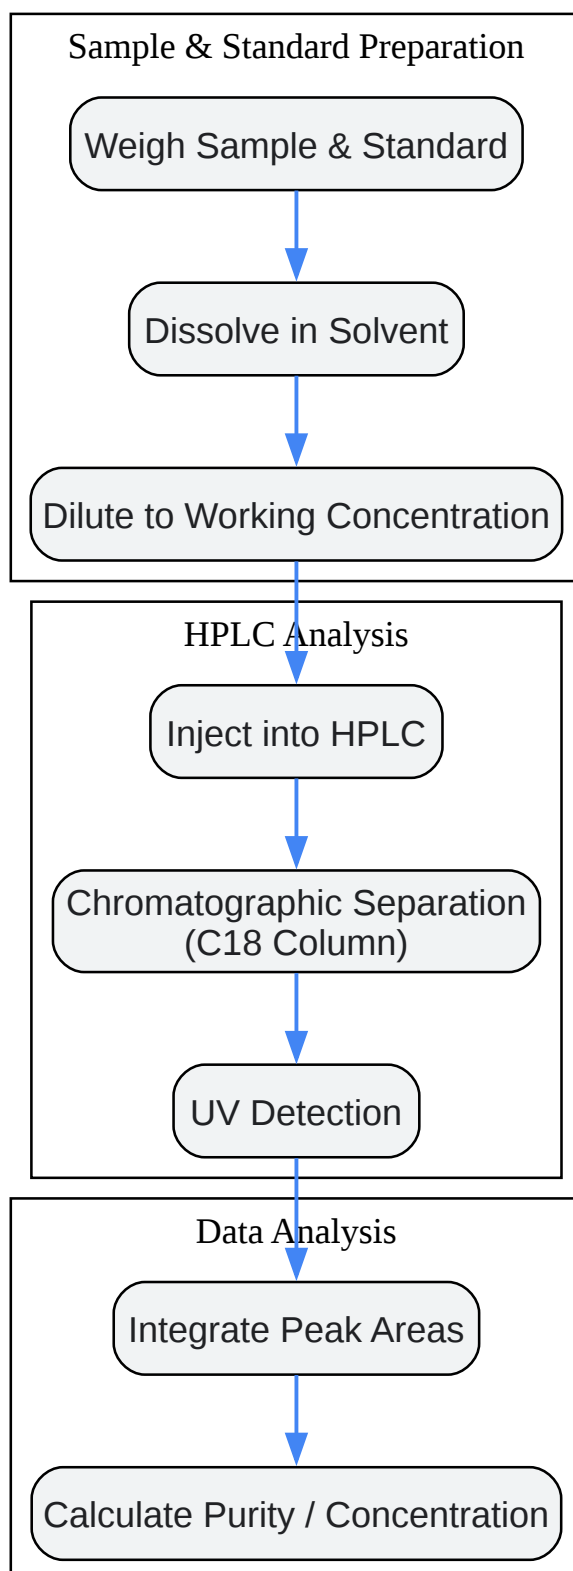 Sample & Standard Preparation
Weigh Sample & Standard
Dissolve in Solvent
Dilute to Working Concentration
HPLC Analysis
Inject into HPLC
Chromatographic Separation
(C18 Column)
UV Detection
Data Analysis
Integrate Peak Areas
Calculate Purity / Concentration